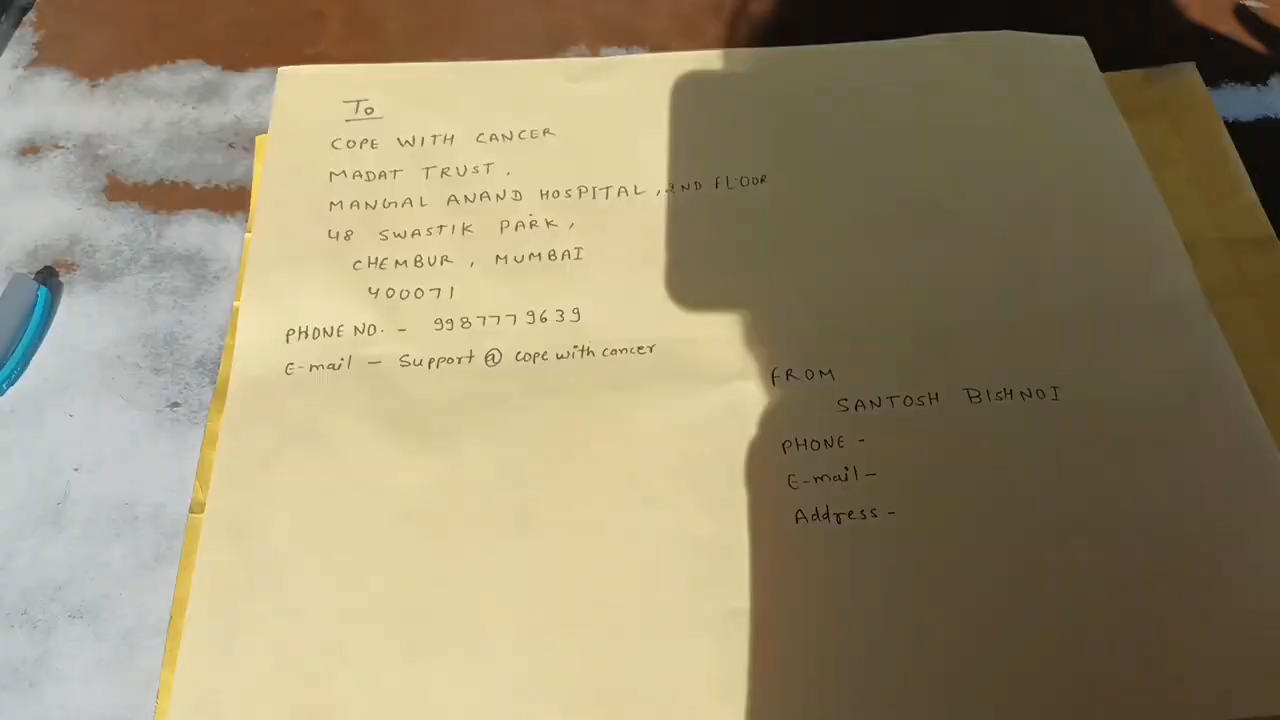 To
COPE WITH CANCER
MADAT TRUST,
MANGAL ANAND HOSPITAL, 2ND FLOOR
48 SWASTIK PARK,
CHEMBUR, MUMBAI
400071
PHONE NO. - 9987779639
E-mail - Support @ cope with cancer
FROM
SANTOSH BISHNOI
PHONE -
E-mail -
Address -